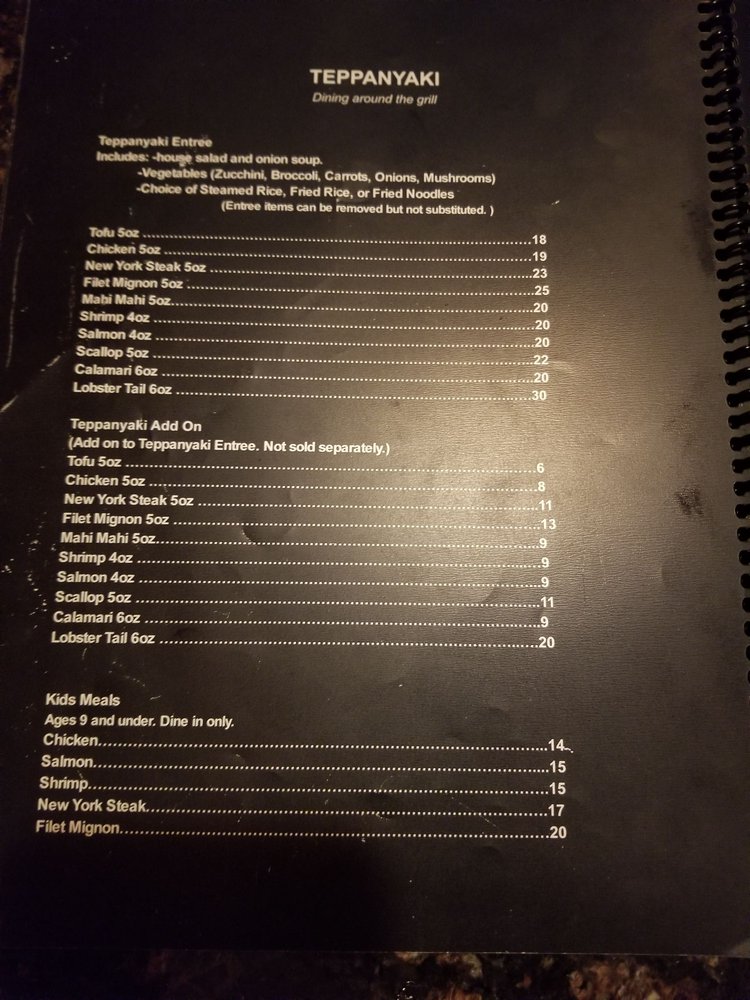 TEPPANYAKI
Dining around the grill
Teppanyaki Entree
Includes: -house salad and onion soup.
-Vegetables (Zucchini, Broccoli, Carrots, Onions, Mushrooms)
-Choice of Steamed Rice, Fried Rice, or Fried Noodles
(Entree items can be removed but not substituted. )
Tofu 5oz ........ 18
Chicken 5oz ........ 19
New York Steak 5oz ........ 23
Filet Mignon 5oz ........ 25
Mahi Mahi 5oz ........ 20
Shrimp 4oz ........ 20
Salmon 4oz ........ 20
Scallop 5oz ........ 22
Calamari 6oz ........ 20
Lobster Tail 6oz ........ 30
Teppanyaki Add On
(Add on to Teppanyaki Entree. Not sold separately.)
Tofu 5oz ........ 6
Chicken 5oz ........ 8
New York Steak 5oz ........ 11
Filet Mignon 5oz ........ 13
Mahi Mahi 5oz ........ 9
Shrimp 4oz ........ 9
Salmon 4oz ........ 9
Scallop 5oz ........ 11
Calamari 6oz ........ 9
Lobster Tail 6oz ........ 20
Kids Meals
Ages 9 and under. Dine in only.
Chicken ........ 14
Salmon ........ 15
Shrimp ........ 15
New York Steak ........ 17
Filet Mignon ........ 20